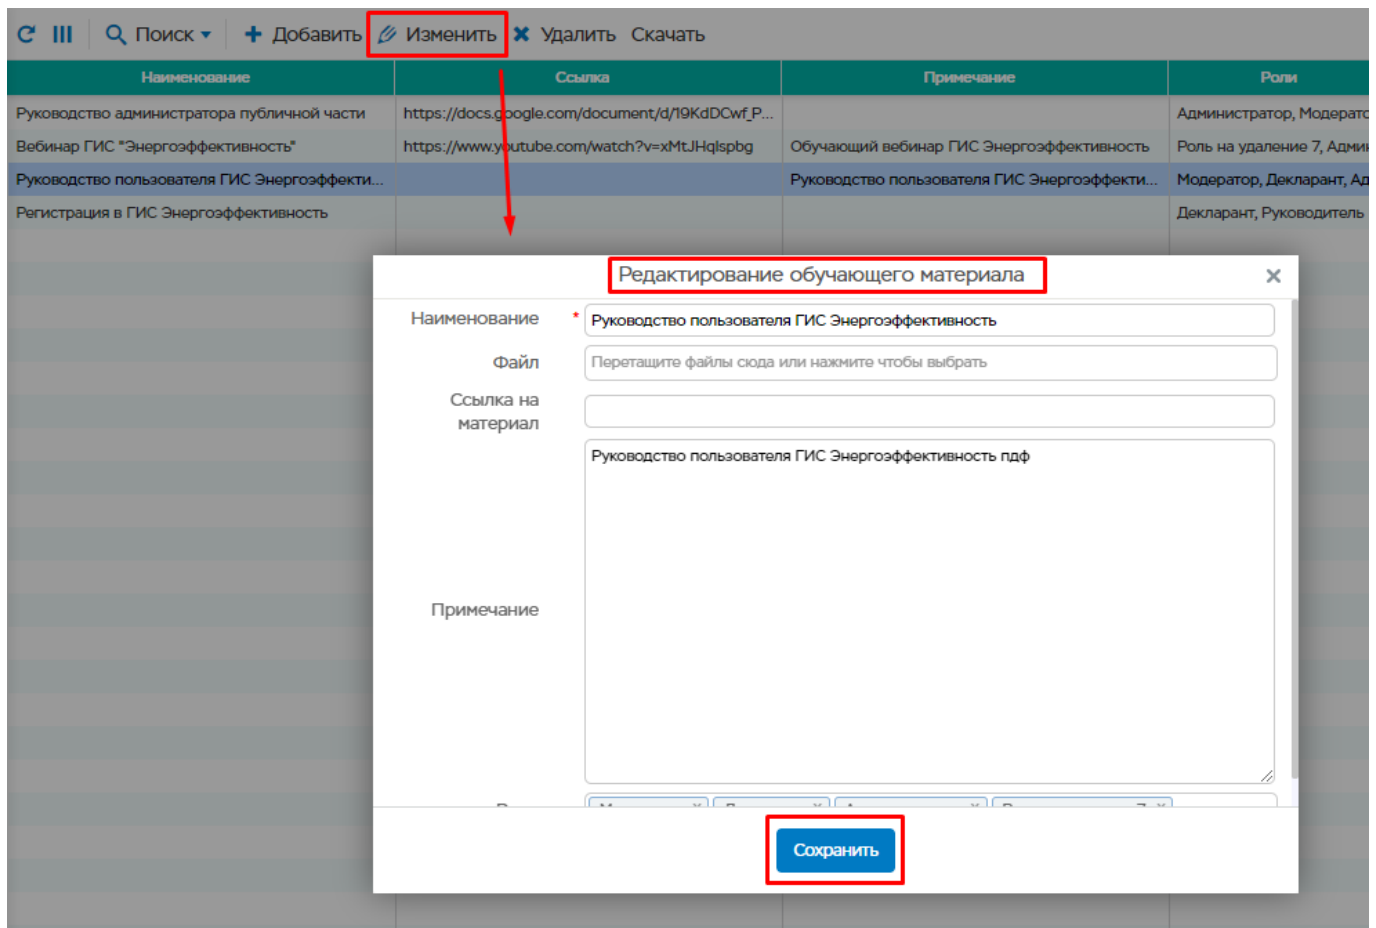 Поиск Добавить Изменить Удалить Скачать
Наименование Ссылка Примечание Роли
Руководство администратора публичной части https://docs.google.com/document/d/19KdDCwf_P... Администратор, Модерато
Вебинар ГИС "Энергоэффективность" https://www.youtube.com/watch?v=xMtJHqlspbg Обучающий вебинар ГИС Энергоэффективность Роль на удаление 7, Адми
Руководство пользователя ГИС Энергоэффекти... Руководство пользователя ГИС Энергоэффекти... Модератор, Декларант, Ад
Регистрация в ГИС Энергоэффективность Декларант, Руководитель
Редактирование обучающего материала
Наименование * Руководство пользователя ГИС Энергоэффективность
Файл Перетащите файлы сюда или нажмите чтобы выбрать
Ссылка на
материал
Руководство пользователя ГИС Энергоэффективность пдф
Примечание
Сохранить